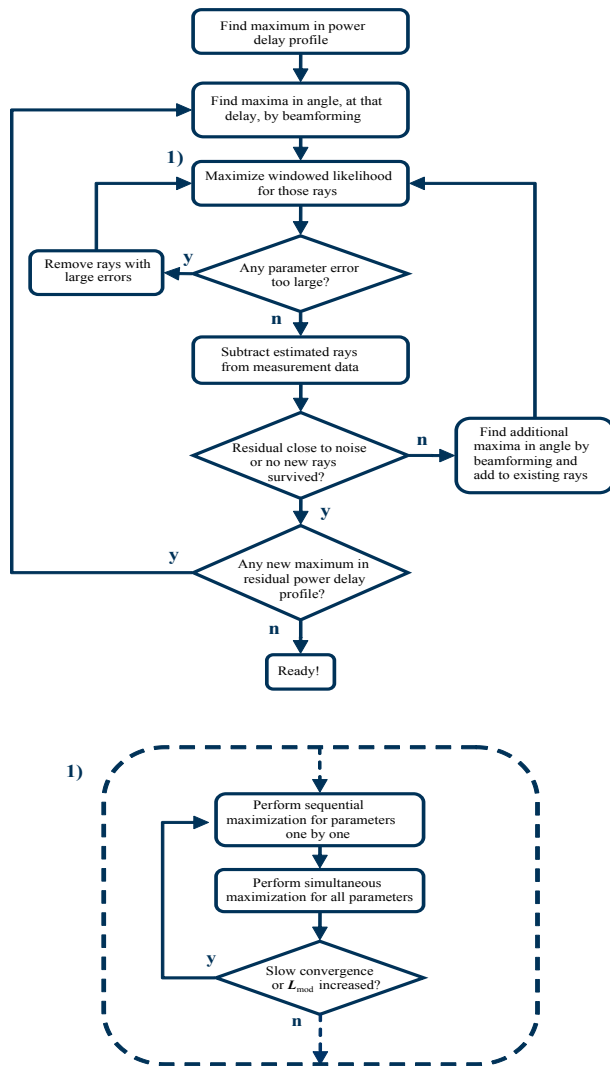 Find maximum in power
delay profile
Find maxima in angle, at that
delay, by beamforming
1)
Maximize windowed likelihood
for those rays
Remove rays with
large errors
y
Any parameter error
too large?
n
Subtract estimated rays
from measurement data
Residual close to noise
or no new rays
survived?
n
Find additional
maxima in angle by
beamforming and
add to existing rays
y
y
Any new maximum in
residual power delay
profile?
n
Ready!
1)
Perform sequential
maximization for parameters
one by one
Perform simultaneous
maximization for all parameters
y
Slow convergence
or Lmod increased?
n